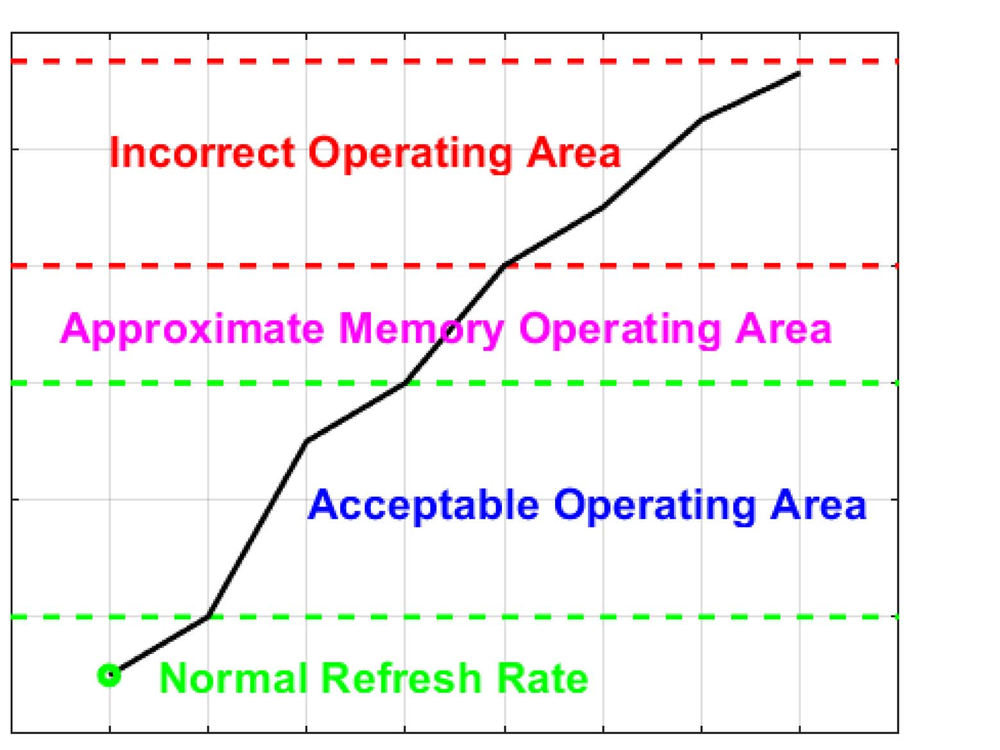 Incorrect Operating Area
Approximate Memory Operating Area
Acceptable Operating Area
Normal Refresh Rate